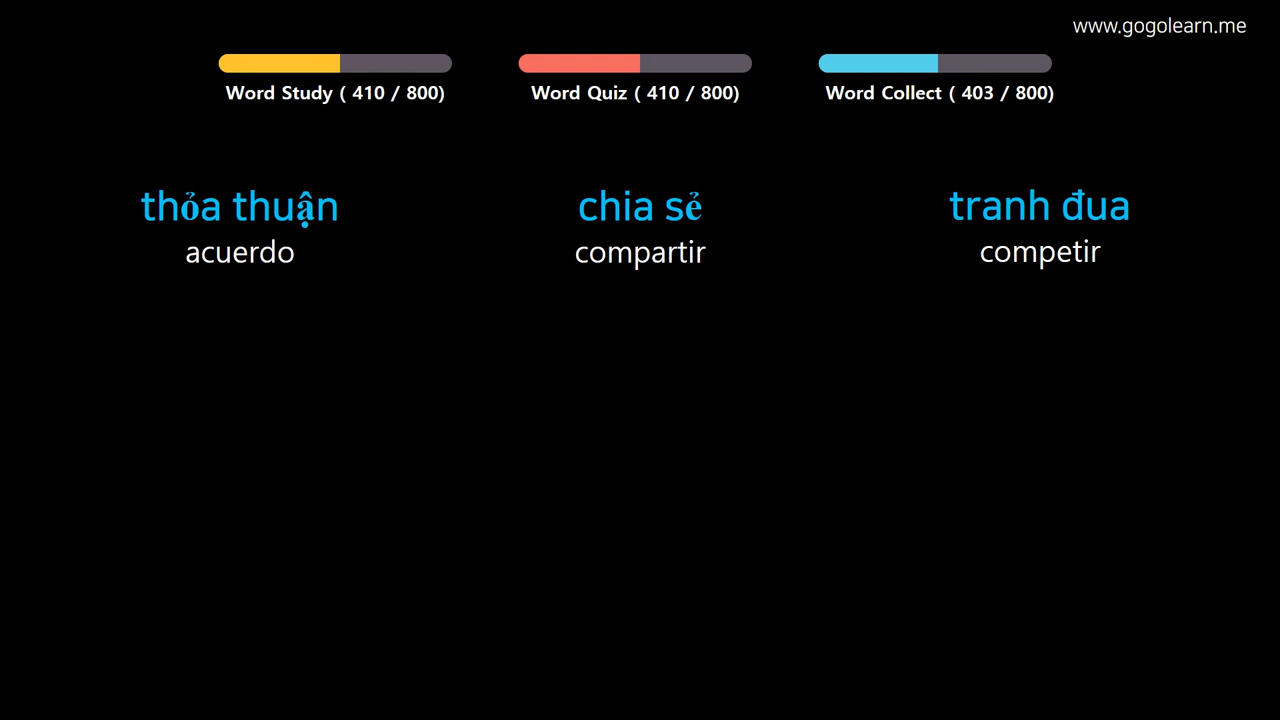 www.gogolearn.me
Word Study ( 410 / 800)
Word Quiz ( 410 / 800)
Word Collect ( 403 / 800)
thỏa thuận
acuerdo
chia sẻ
compartir
tranh đua
competir